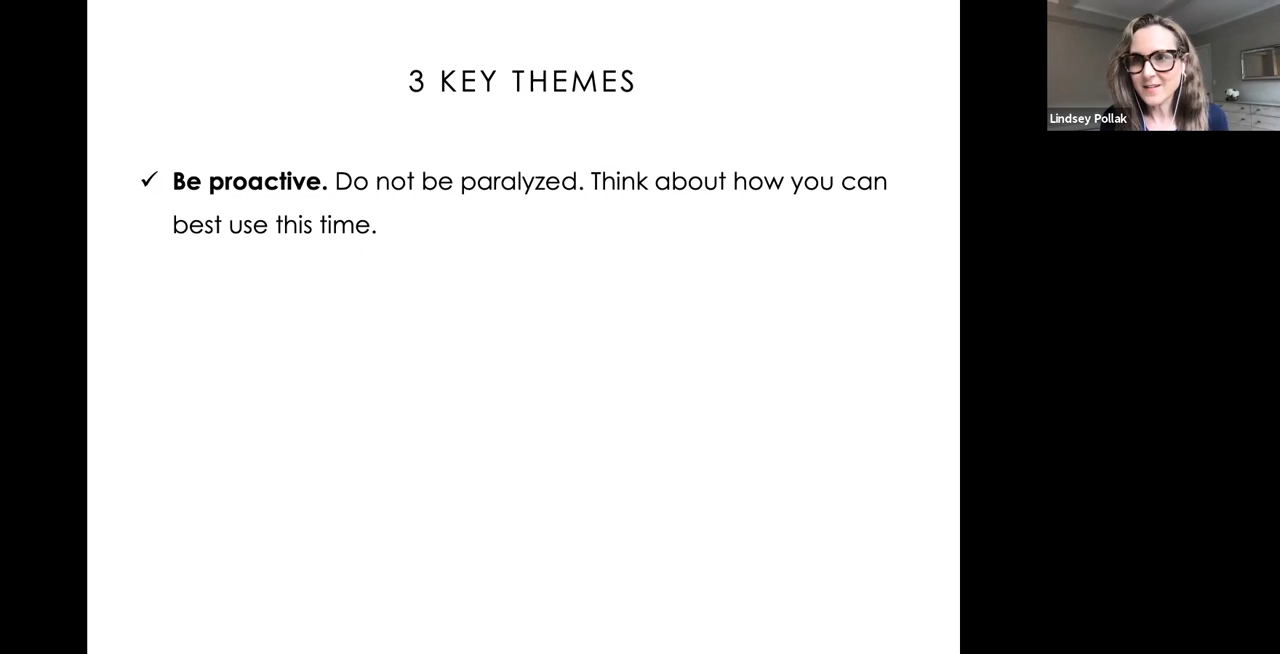 3 KEY THEMES
✓ Be proactive. Do not be paralyzed. Think about how you can
best use this time.
Lindsey Pollak